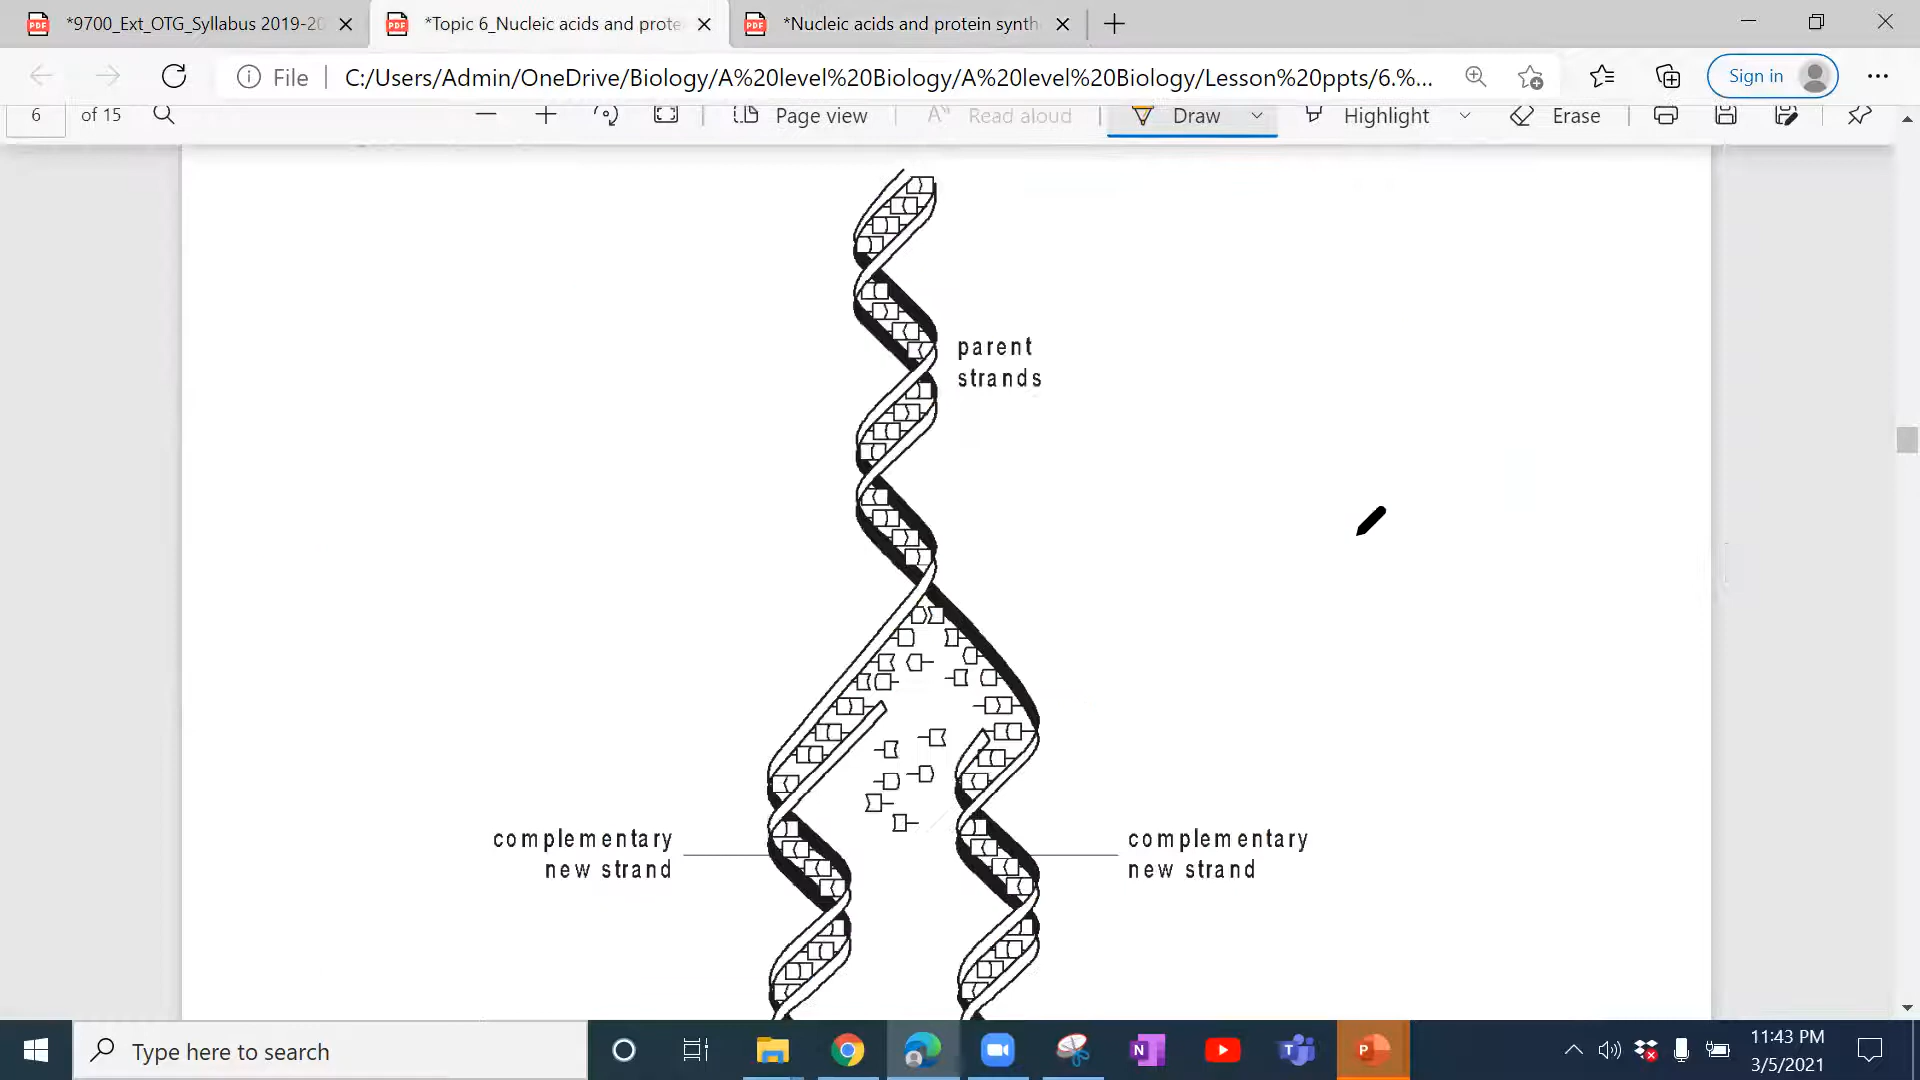 *9700_Ext_OTG_Syllabus 2019-20
*Topic 6_Nucleic acids and prote
*Nucleic acids and protein synth
File
C:/Users/Admin/OneDrive/Biology/A%20level%20Biology/A%20level%20Biology/Lesson%20ppts/6.%...
Sign in
6 of 15
Page view
Read aloud
Draw
Highlight
Erase
parent
strands
complementary
new strand
complementary
new strand
Type here to search
11:43 PM
3/5/2021